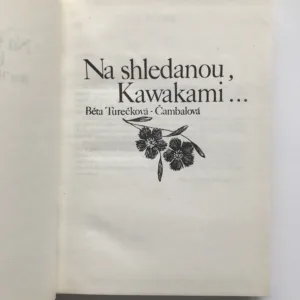 Na shledanou,
Kawakami...
Běta Turečková - Čambalová